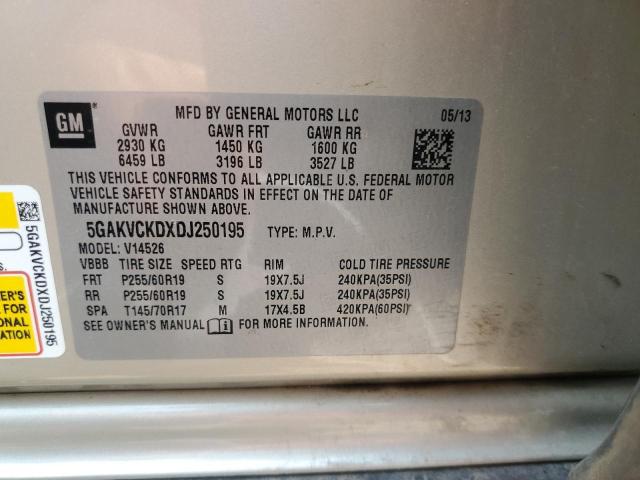 GM
MFD BY GENERAL MOTORS LLC 05/13
GVWR GAWR FRT GAWR RR
2930 KG 1450 KG 1600 KG
6459 LB 3196 LB 3527 LB
THIS VEHICLE CONFORMS TO ALL APPLICABLE U.S. FEDERAL MOTOR
VEHICLE SAFETY STANDARDS IN EFFECT ON THE DATE OF
MANUFACTURE SHOWN ABOVE.
5GAKVCKDXDJ250195 TYPE: M.P.V.
MODEL: V14526
VBBB TIRE SIZE SPEED RTG RIM COLD TIRE PRESSURE
FRT P255/60R19 S 19X7.5J 240KPA(35PSI)
RR P255/60R19 S 19X7.5J 240KPA(35PSI)
SPA T145/70R17 M 17X4.5B 420KPA(60PSI)
SEE OWNER'S MANUAL FOR MORE INFORMATION.
5GAKVCKDXDJ250195
ER'S
FOR
ONAL
TION